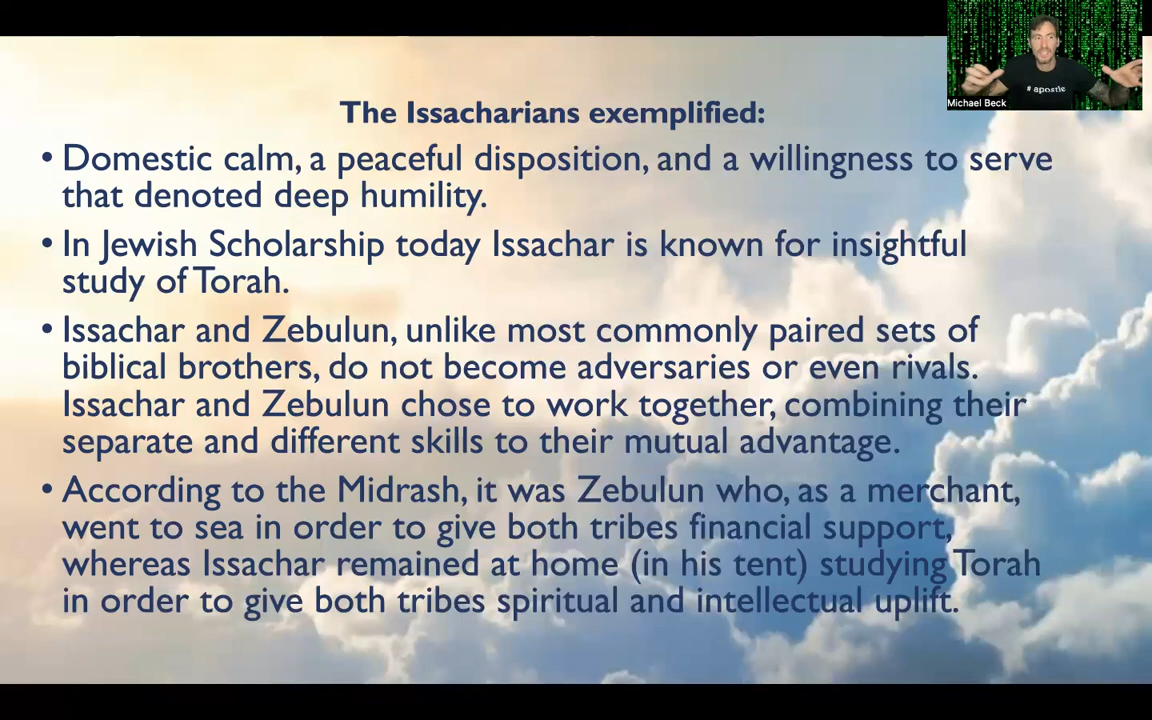 # apostle
Michael Beck
The Issacharians exemplified:
• Domestic calm, a peaceful disposition, and a willingness to serve
that denoted deep humility.
• In Jewish Scholarship today Issachar is known for insightful
study of Torah.
• Issachar and Zebulun, unlike most commonly paired sets of
biblical brothers, do not become adversaries or even rivals.
Issachar and Zebulun chose to work together, combining their
separate and different skills to their mutual advantage.
• According to the Midrash, it was Zebulun who, as a merchant,
went to sea in order to give both tribes financial support,
whereas Issachar remained at home (in his tent) studying Torah
in order to give both tribes spiritual and intellectual uplift.